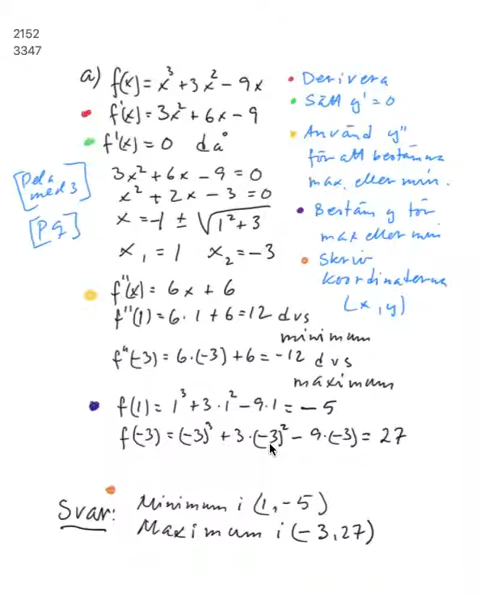 2152
3347
a) f(x) = x³ + 3x² - 9x
f'(x) = 3x² + 6x - 9
f'(x) = 0 då
3x² + 6x - 9 = 0
[Dela med 3]
x² + 2x - 3 = 0
[Pq]
x = -1 ± √(1² + 3)
x₁ = 1 x₂ = -3
f''(x) = 6x + 6
f''(1) = 6·1 + 6 = 12 dvs
minimum
f''(-3) = 6·(-3) + 6 = -12 dvs
maximum
f(1) = 1³ + 3·1² - 9·1 = -5
f(-3) = (-3)³ + 3·(-3)² - 9·(-3) = 27
Svar: Minimum i (1, -5)
Maximum i (-3, 27)
Derivera
Sätt y' = 0
Använd y''
för att bestämma
max. eller min.
Bestäm y för
max eller min
Skriv
koordinaterna
(x, y)